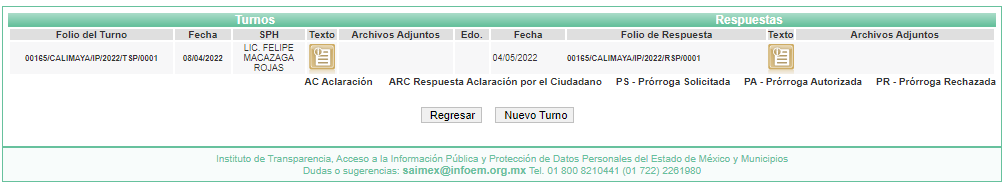 Turnos Respuestas
Folio del Turno Fecha SPH Texto Archivos Adjuntos Edo. Fecha Folio de Respuesta Texto Archivos Adjuntos
00165/CALIMAYA/IP/2022/TSP/0001 08/04/2022 LIC. FELIPE MACAZAGA ROJAS 04/05/2022 00165/CALIMAYA/IP/2022/RSP/0001
AC Aclaración ARC Respuesta Aclaración por el Ciudadano PS - Prórroga Solicitada PA - Prórroga Autorizada PR - Prórroga Rechazada
Regresar Nuevo Turno
Instituto de Transparencia, Acceso a la Información Pública y Protección de Datos Personales del Estado de México y Municipios
Dudas o sugerencias: saimex@infoem.org.mx Tel. 01 800 8210441 (01 722) 2261980